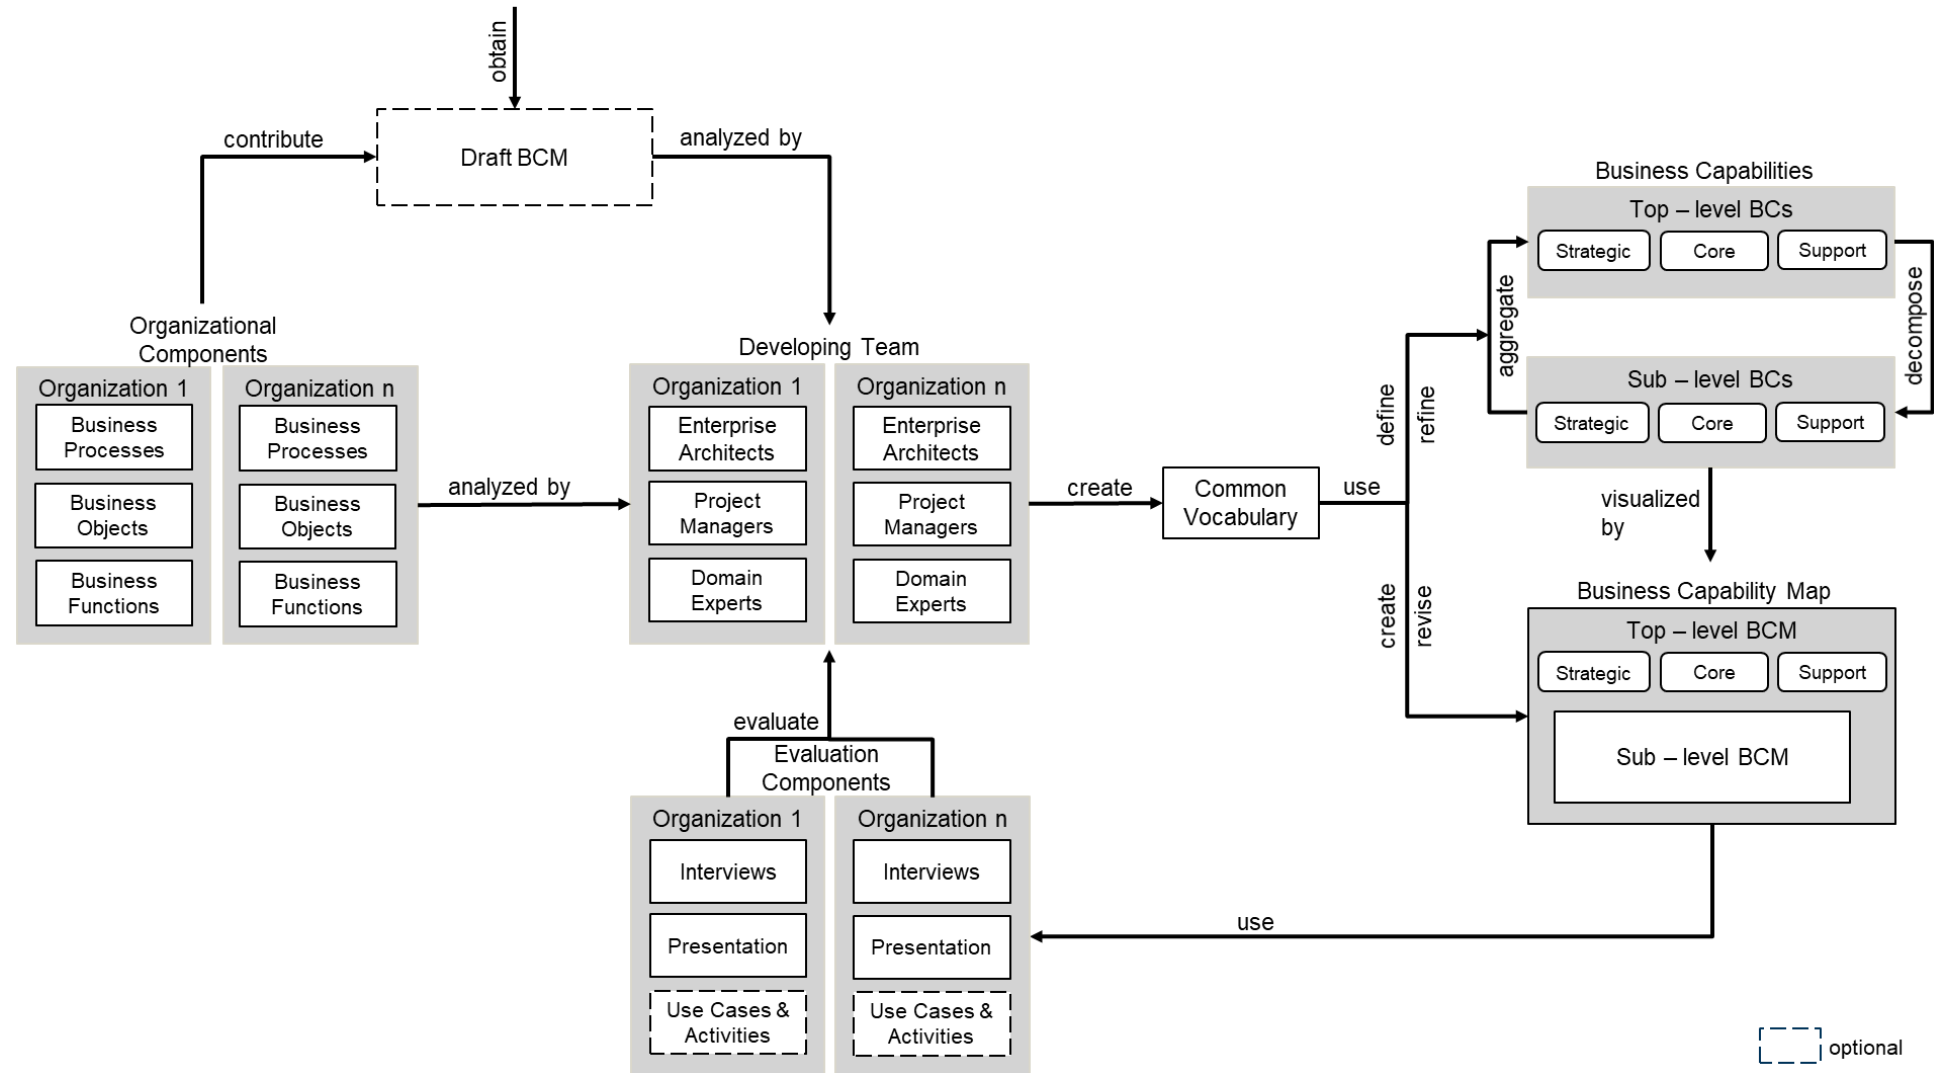 obtain
contribute
Draft BCM
analyzed by
Organizational
Components
Organization 1
Business
Processes
Business
Objects
Business
Functions
Organization n
Business
Processes
Business
Objects
Business
Functions
analyzed by
Developing Team
Organization 1
Enterprise
Architects
Project
Managers
Domain
Experts
Organization n
Enterprise
Architects
Project
Managers
Domain
Experts
create
Common
Vocabulary
use
define
refine
create
revise
Business Capabilities
Top – level BCs
Strategic
Core
Support
aggregate
decompose
Sub – level BCs
Strategic
Core
Support
visualized
by
Business Capability Map
Top – level BCM
Strategic
Core
Support
Sub – level BCM
use
evaluate
Evaluation
Components
Organization 1
Interviews
Presentation
Use Cases &
Activities
Organization n
Interviews
Presentation
Use Cases &
Activities
optional